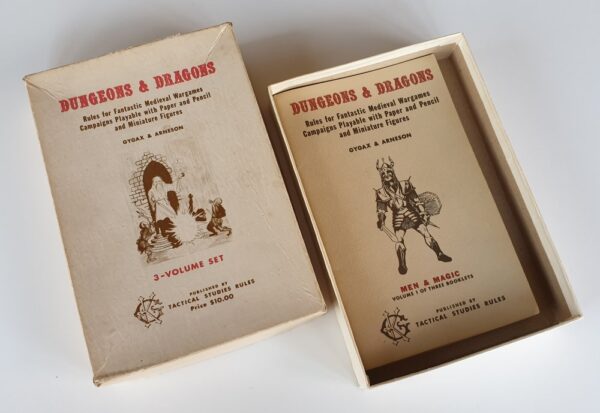 DUNGEONS & DRAGONS
Rules for Fantastic Medieval Wargames
Campaigns Playable with Paper and Pencil
and Miniature Figures
GYGAX & ARNESON
3-VOLUME SET
PUBLISHED BY
TACTICAL STUDIES RULES
Price $10.00
DUNGEONS & DRAGONS
Rules for Fantastic Medieval Wargames
Campaigns Playable with Paper and Pencil
and Miniature Figures
GYGAX & ARNESON
MEN & MAGIC
VOLUME 1 OF THREE BOOKLETS
PUBLISHED BY
TACTICAL STUDIES RULES